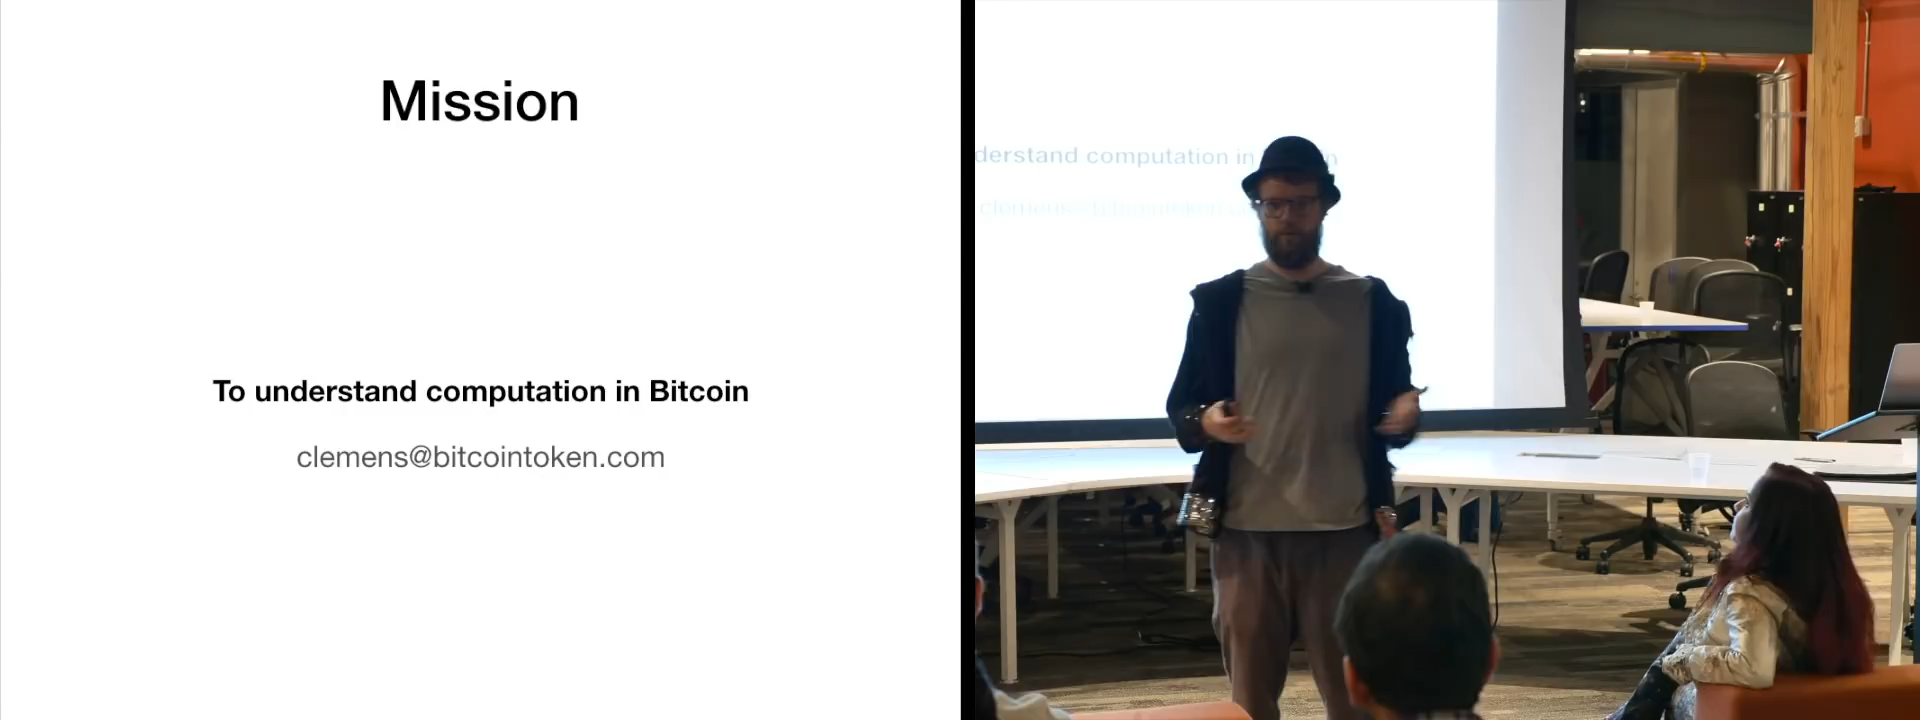 Mission
To understand computation in Bitcoin
clemens@bitcointoken.com
derstand computation in